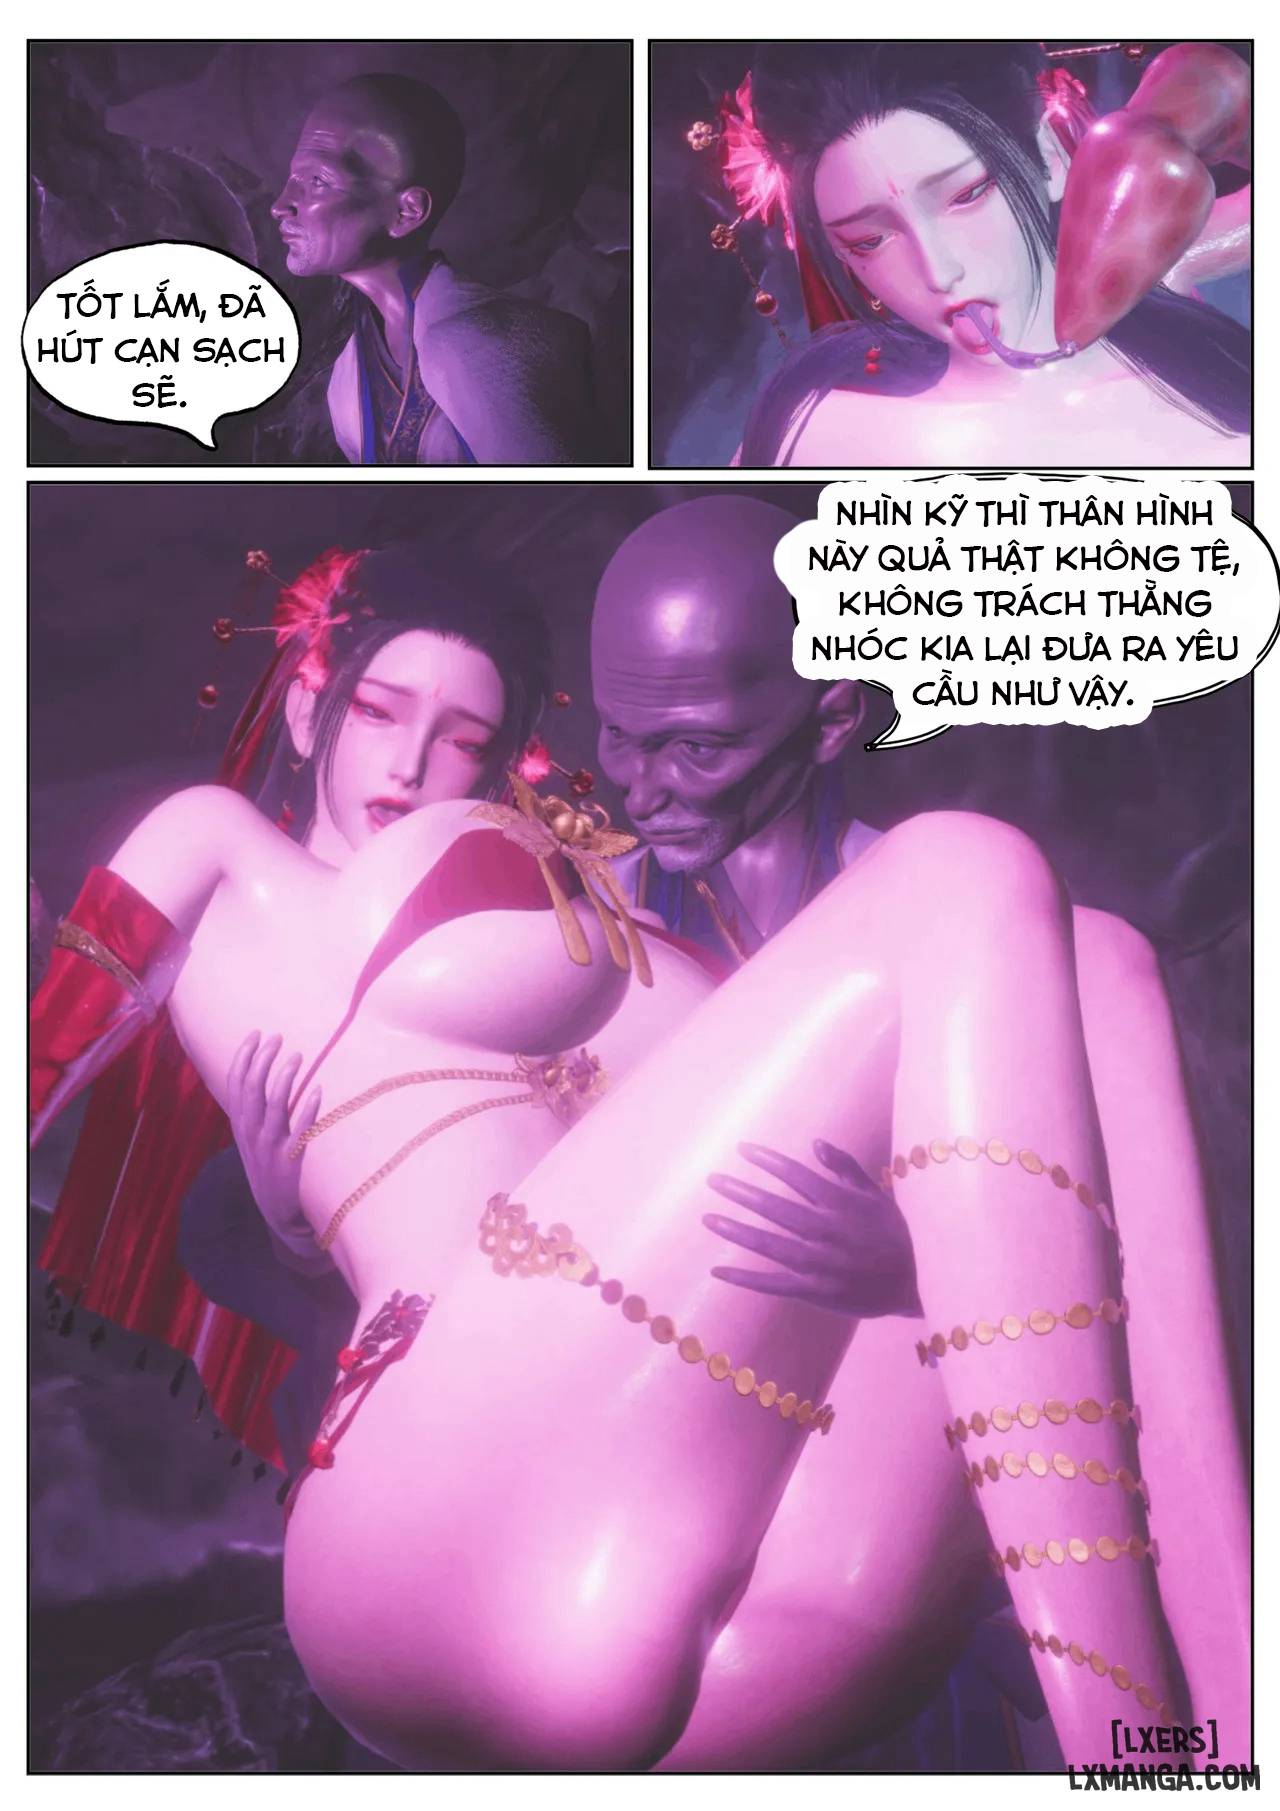 TỐT LẮM, ĐÃ
HÚT CẠN SẠCH
SẼ.
NHÌN KỸ THÌ THÂN HÌNH
NÀY QUẢ THẬT KHÔNG TỆ,
KHÔNG TRÁCH THẰNG
NHÓC KIA LẠI ĐƯA RA YÊU
CẦU NHƯ VẬY.
[LXERS]
LXMANGA.COM